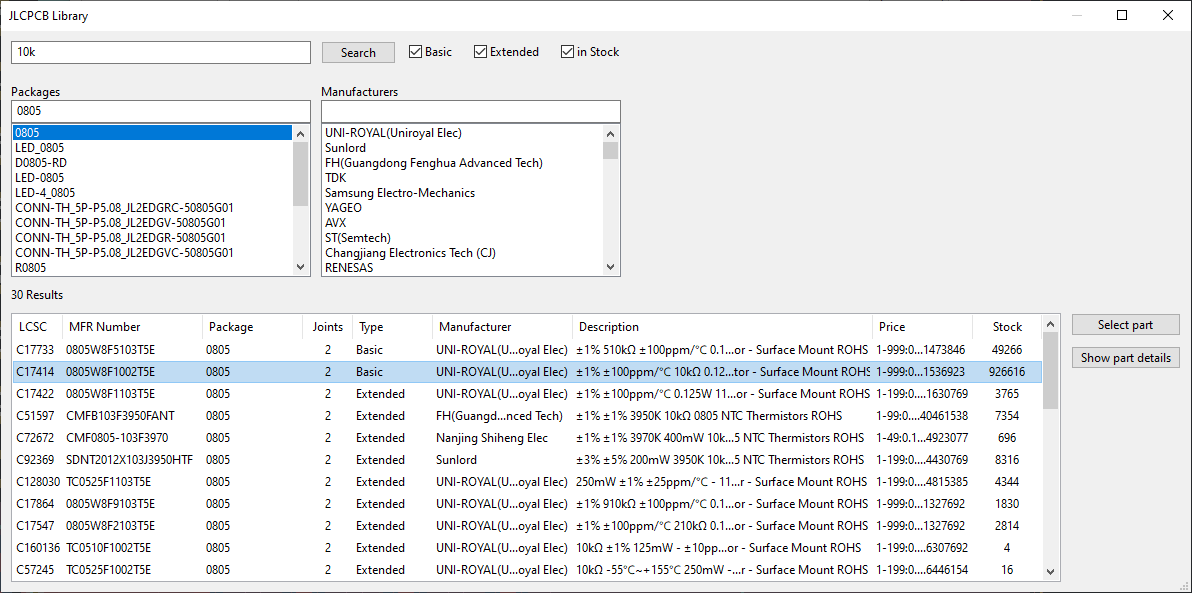 JLCPCB Library
10k Search Basic Extended in Stock
Packages Manufacturers
0805
0805 UNI-ROYAL(Uniroyal Elec)
LED_0805 Sunlord
D0805-RD FH(Guangdong Fenghua Advanced Tech)
LED-0805 TDK
LED-4_0805 Samsung Electro-Mechanics
CONN-TH_5P-P5.08_JL2EDGRC-50805G01 YAGEO
CONN-TH_5P-P5.08_JL2EDGV-50805G01 AVX
CONN-TH_5P-P5.08_JL2EDGR-50805G01 ST(Semtech)
CONN-TH_5P-P5.08_JL2EDGVC-50805G01 Changjiang Electronics Tech (CJ)
R0805 RENESAS
30 Results
LCSC MFR Number Package Joints Type Manufacturer Description Price Stock Select part
C17733 0805W8F5103T5E 0805 2 Basic UNI-ROYAL(U...oyal Elec) ±1% 510kΩ ±100ppm/℃ 0.1...or - Surface Mount ROHS 1-999:0...1473846 49266
Show part details
C17414 0805W8F1002T5E 0805 2 Basic UNI-ROYAL(U...oyal Elec) ±1% ±100ppm/℃ 10kΩ 0.12...tor - Surface Mount ROHS 1-999:0...1536923 926616
C17422 0805W8F1103T5E 0805 2 Extended UNI-ROYAL(U...oyal Elec) ±1% ±100ppm/℃ 0.125W 11...or - Surface Mount ROHS 1-199:0...1630769 3765
C51597 CMFB103F3950FANT 0805 2 Extended FH(Guangd...nced Tech) ±1% ±1% 3950K 10kΩ 0805 NTC Thermistors ROHS 1-99:0....40461538 7354
C72672 CMF0805-103F3970 0805 2 Extended Nanjing Shiheng Elec ±1% ±1% 3970K 400mW 10k...5 NTC Thermistors ROHS 1-49:0.1...4923077 696
C92369 SDNT2012X103J3950HTF 0805 2 Extended Sunlord ±3% ±5% 200mW 3950K 10k...5 NTC Thermistors ROHS 1-199:0...4430769 8316
C128030 TC0525F1103T5E 0805 2 Extended UNI-ROYAL(U...oyal Elec) 250mW ±1% ±25ppm/℃ - 11...r - Surface Mount ROHS 1-199:0...4815385 4344
C17864 0805W8F9103T5E 0805 2 Extended UNI-ROYAL(U...oyal Elec) ±1% 910kΩ ±100ppm/℃ 0.1...or - Surface Mount ROHS 1-999:0...1327692 1830
C17547 0805W8F2103T5E 0805 2 Extended UNI-ROYAL(U...oyal Elec) ±1% ±100ppm/℃ 210kΩ 0.1...or - Surface Mount ROHS 1-999:0...1327692 2814
C160136 TC0510F1002T5E 0805 2 Extended UNI-ROYAL(U...oyal Elec) 10kΩ ±1% 125mW - ±10pp...or - Surface Mount ROHS 1-199:0...6307692 4
C57245 TC0525F1002T5E 0805 2 Extended UNI-ROYAL(U...oyal Elec) 10kΩ -55℃~+155℃ 250mW -...r - Surface Mount ROHS 1-199:0...6446154 16